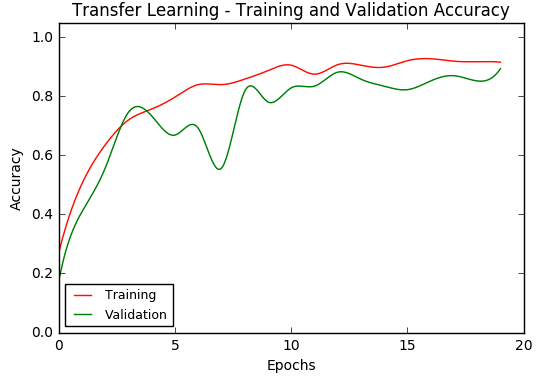 Transfer Learning - Training and Validation Accuracy
1.0
0.8
0.6
0.4
0.2
0.0
Accuracy
Training
Validation
0 5 10 15 20
Epochs